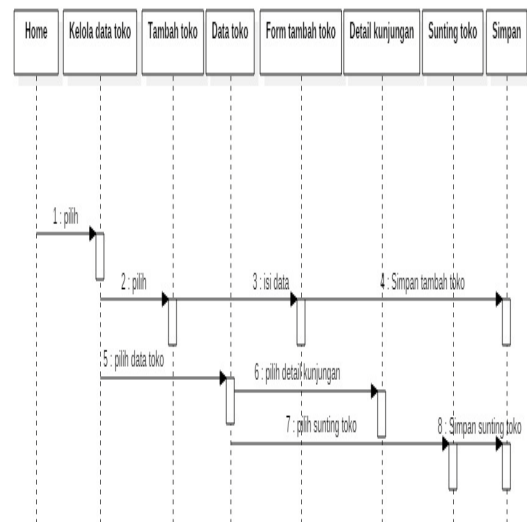 Home
Kelola data toko
Tambah toko
Data toko
Form tambah toko
Detail kunjungan
Sunting toko
Simpan
1 : pilih
2 : pilih
3 : isi data
4 : Simpan tambah toko
5 : pilih data toko
6 : pilih detail kunjungan
7 : pilih sunting toko
8 : Simpan sunting toko